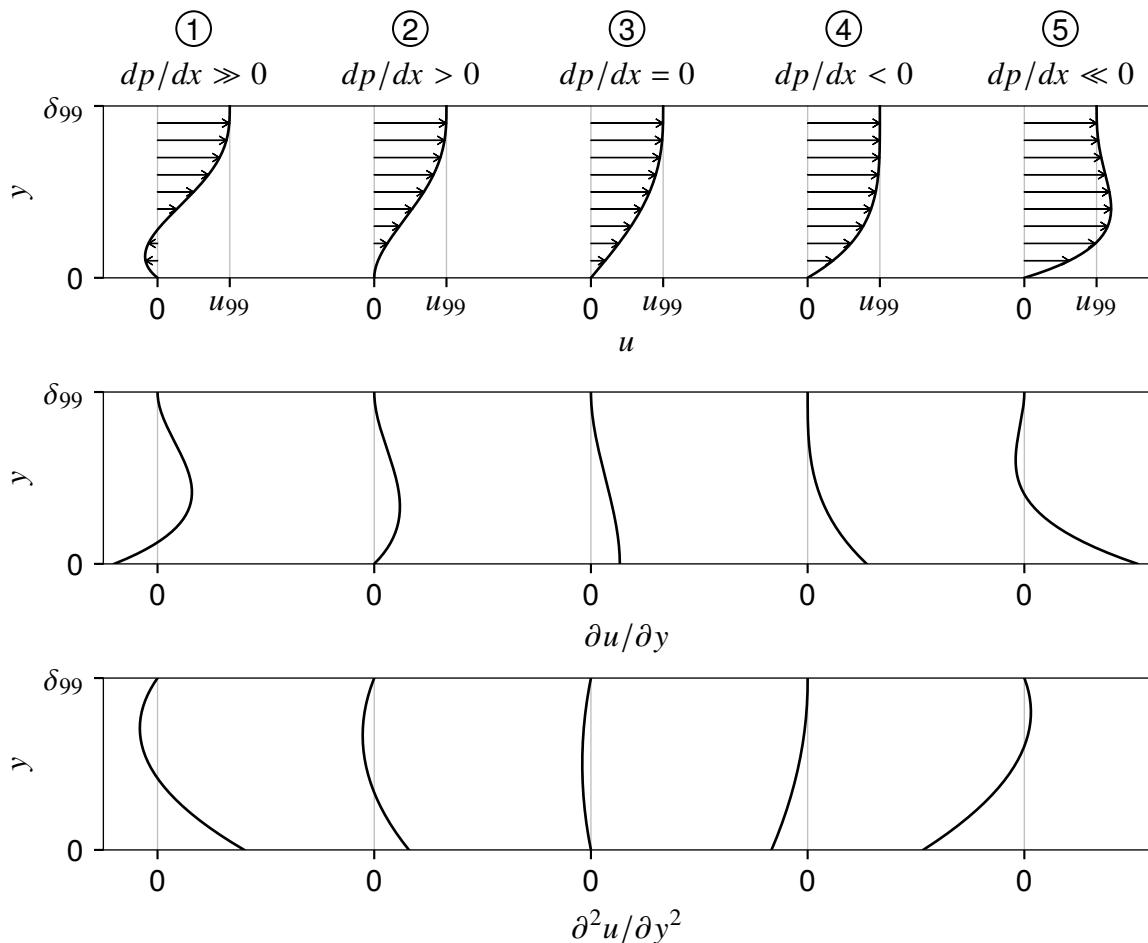 ① ② ③ ④ ⑤
dp/dx ≫ 0 dp/dx > 0 dp/dx = 0 dp/dx < 0 dp/dx ≪ 0
δ99
y
0
0 u99 0 u99 0 u99 0 u99 0 u99
u
δ99
y
0
0 0 0 0 0
∂u/∂y
δ99
y
0
0 0 0 0 0
∂²u/∂y²